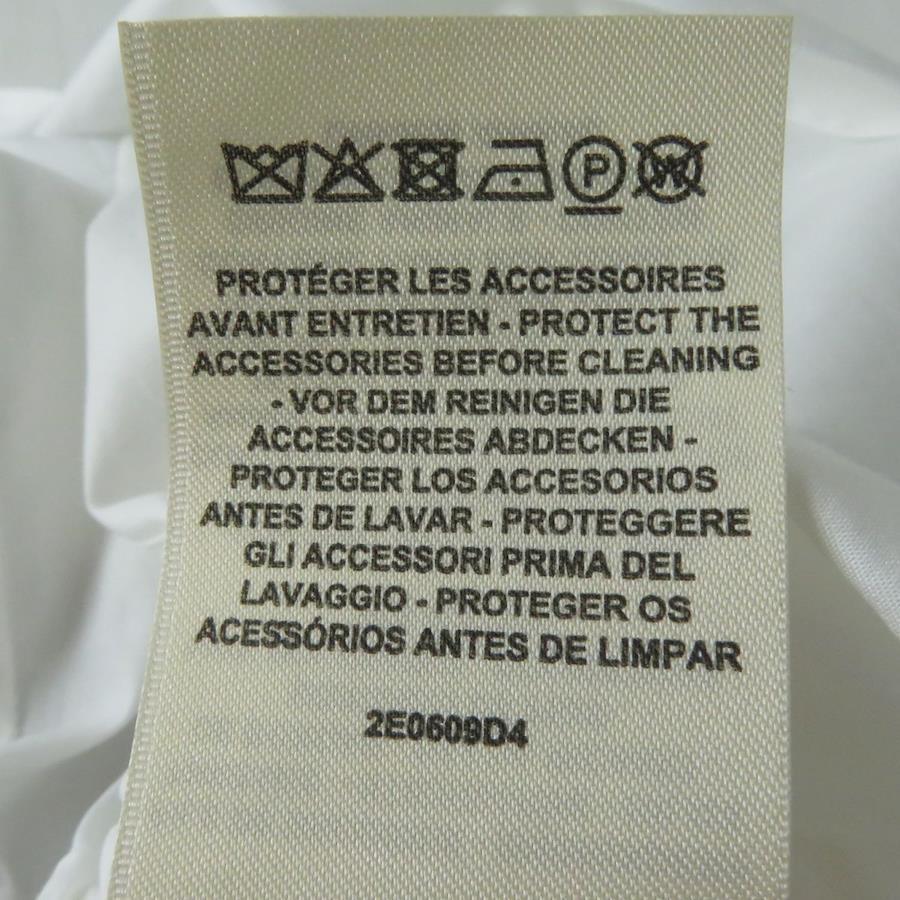 P W
PROTÉGER LES ACCESSOIRES
AVANT ENTRETIEN - PROTECT THE
ACCESSORIES BEFORE CLEANING
- VOR DEM REINIGEN DIE
ACCESSOIRES ABDECKEN -
PROTEGER LOS ACCESORIOS
ANTES DE LAVAR - PROTEGGERE
GLI ACCESSORI PRIMA DEL
LAVAGGIO - PROTEGER OS
ACESSÓRIOS ANTES DE LIMPAR
2E0609D4